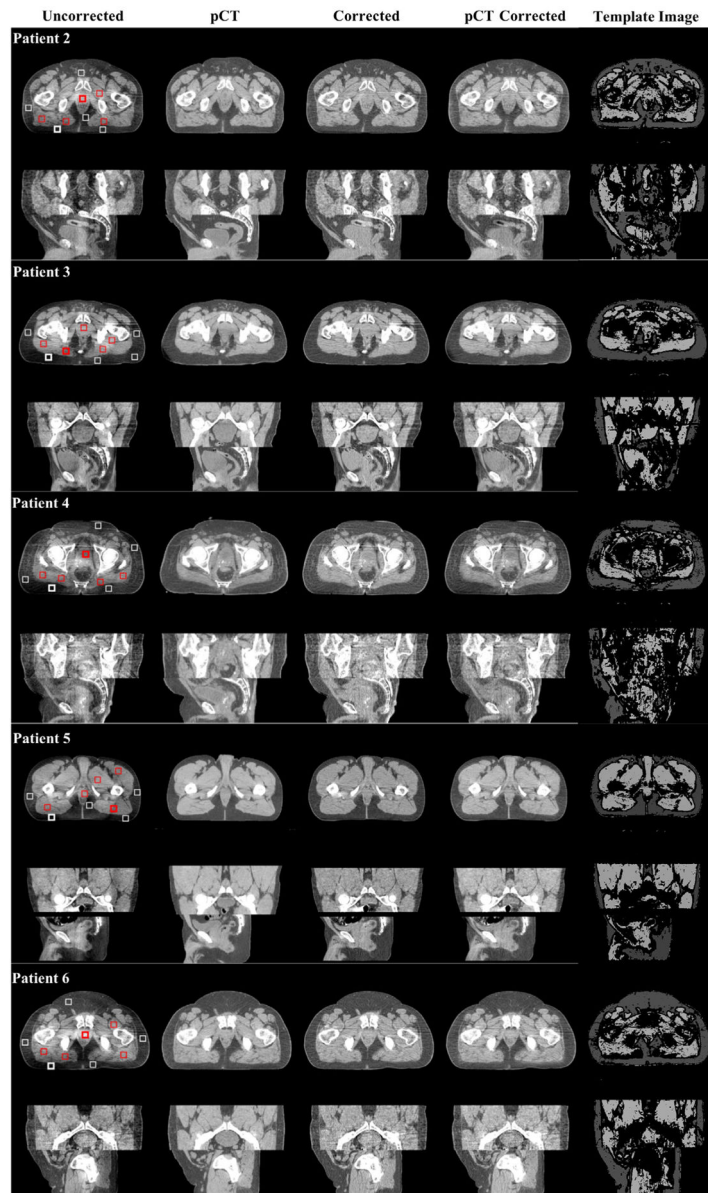 Uncorrected pCT Corrected pCT Corrected Template Image
Patient 2
Patient 3
Patient 4
Patient 5
Patient 6